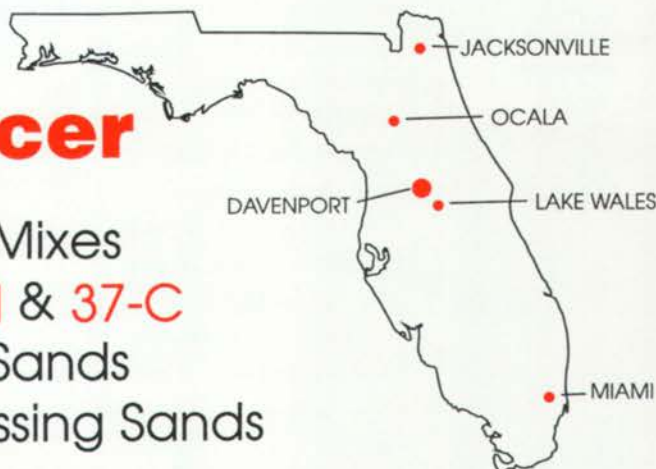 JACKSONVILLE
OCALA
cer
DAVENPORT
LAKE WALES
Mixes
& 37-C
Sands
ssing Sands
MIAMI